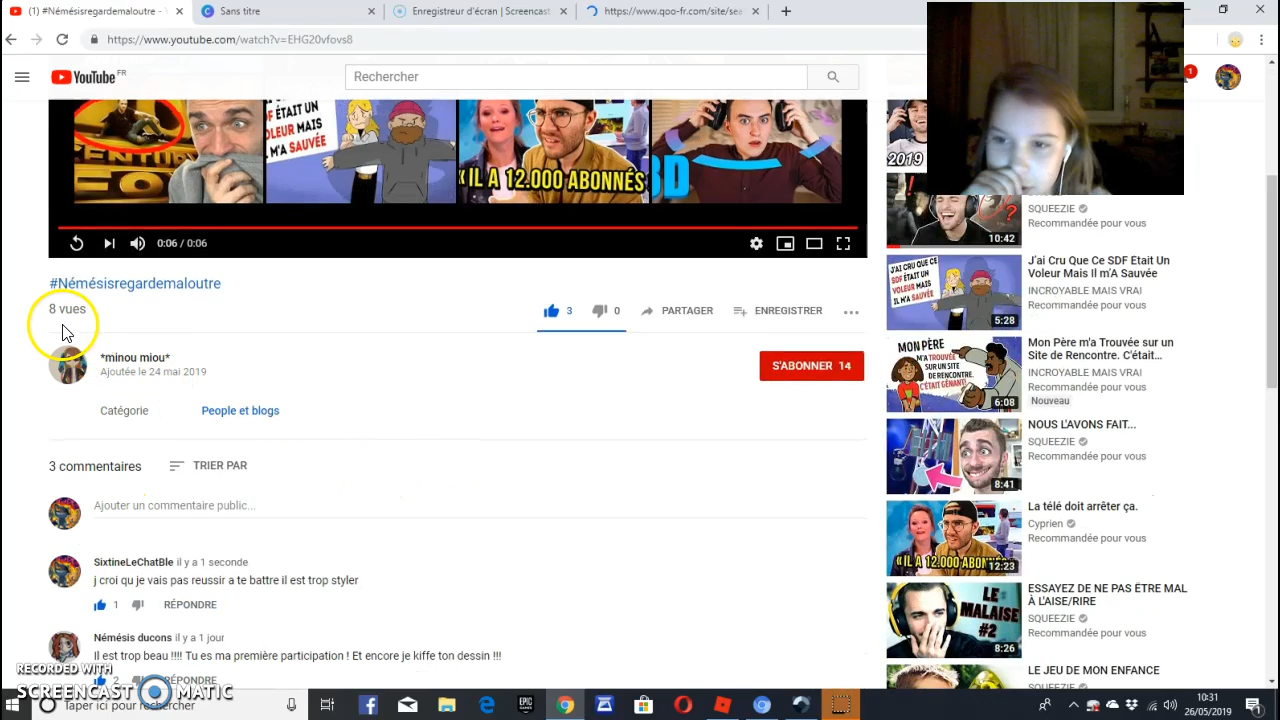 #Némésisregardemaloutre -
Sans titre
Enregistreur d'écran | Screencast
https://www.qoo-fr.com/site/sea
https://www.youtube.com/watch?v=EHG20vfovs8
YouTube FR
Rechercher
1
ÉTAIT UN
VOLEUR MAIS
IL M'A SAUVÉE
« IL A 12.000 ABONNÉS
0:06 / 0:06
#Némésisregardemaloutre
8 vues
3
0
PARTAGER
ENREGISTRER
*minou miou*
Ajoutée le 24 mai 2019
S'ABONNER 14
Catégorie
People et blogs
3 commentaires
TRIER PAR
Ajouter un commentaire public...
SixtineLeChatBle il y a 1 seconde
j croi qu je vais pas reussir a te battre il est trop styler
1
RÉPONDRE
Némésis ducons il y a 1 jour
Il est trop beau !!!! Tu es ma première participation ! Et encore je kiffe ton dessin !!!
2
RÉPONDRE
2019
SQUEEZIE
Recommandée pour vous
10:42
J'ai Cru Que Ce SDF Était Un
Voleur Mais Il m'A Sauvée
INCROYABLE MAIS VRAI
Recommandée pour vous
5:28
Mon Père m'a Trouvée sur un
Site de Rencontre. C'était...
INCROYABLE MAIS VRAI
Recommandée pour vous
Nouveau
MON PÈRE
M'A TROUVÉE
SUR UN SITE
DE RENCONTRE.
C'ÉTAIT GÊNANT!
6:08
NOUS L'AVONS FAIT...
SQUEEZIE
Recommandée pour vous
8:41
La télé doit arrêter ça.
Cyprien
Recommandée pour vous
12:23
ESSAYEZ DE NE PAS ÊTRE MAL
À L'AISE/RIRE
SQUEEZIE
Recommandée pour vous
LE
MALAISE
#2
8:26
LE JEU DE MON ENFANCE
SQUEEZIE
RECORDED WITH
SCREENCAST MATIC
Taper ici pour rechercher
10:31
26/05/2019